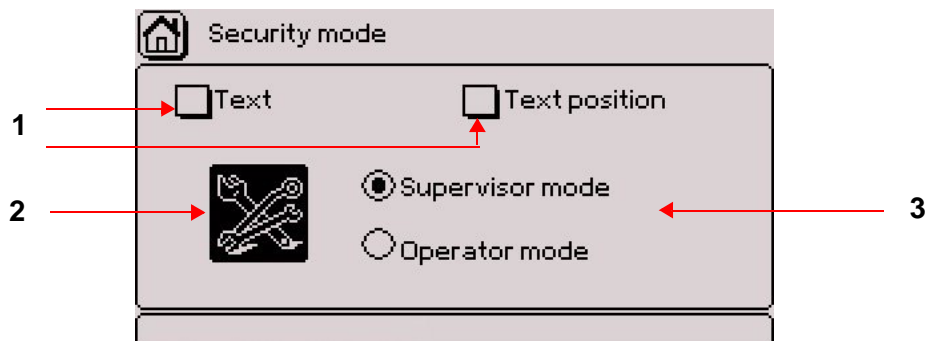 Security mode
1
Text
Text position
2
Supervisor mode
3
Operator mode